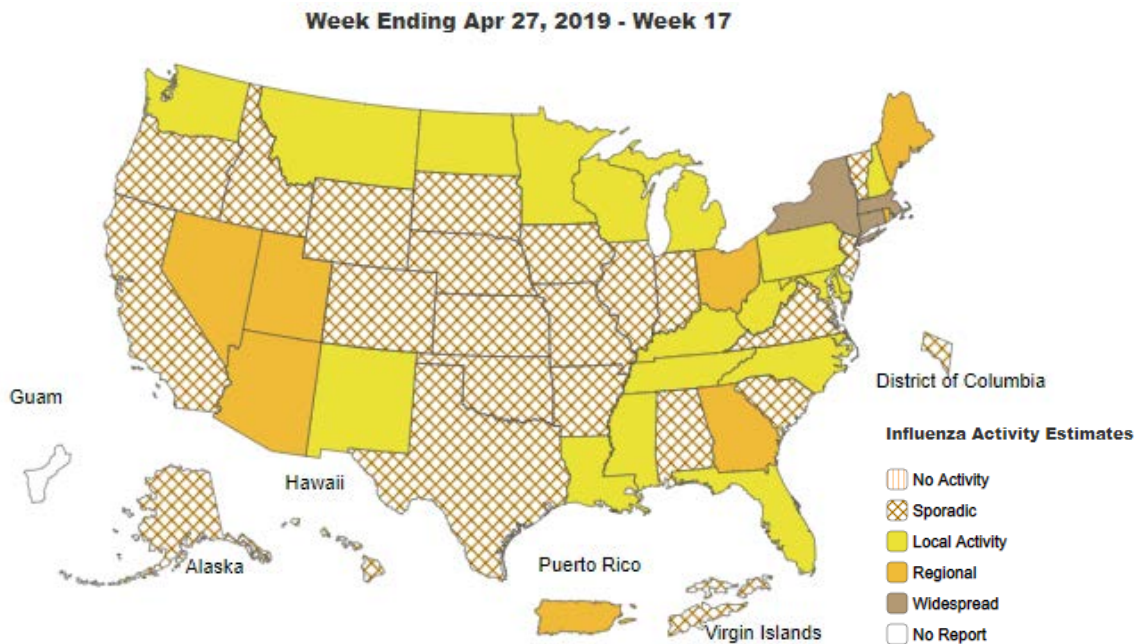 Week Ending Apr 27, 2019 - Week 17
District of Columbia
Guam
Influenza Activity Estimates
No Activity
Hawaii
Sporadic
Local Activity
Alaska
Puerto Rico
Regional
Widespread
Virgin Islands
No Report